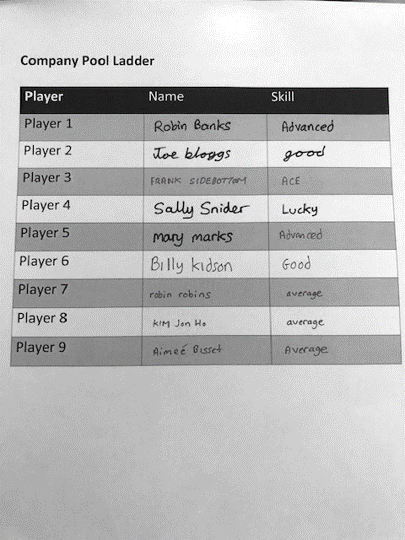 Company Pool Ladder
Player Name Skill
Player 1 Robin Banks Advanced
Player 2 Joe bloggs good
Player 3 FRANK SIDEBOTTOM ACE
Player 4 Sally Snider Lucky
Player 5 mary marks Advanced
Player 6 Billy kidson Good
Player 7 robin robins average
Player 8 KIM Jon Ho average
Player 9 Aimeé Bisset Average